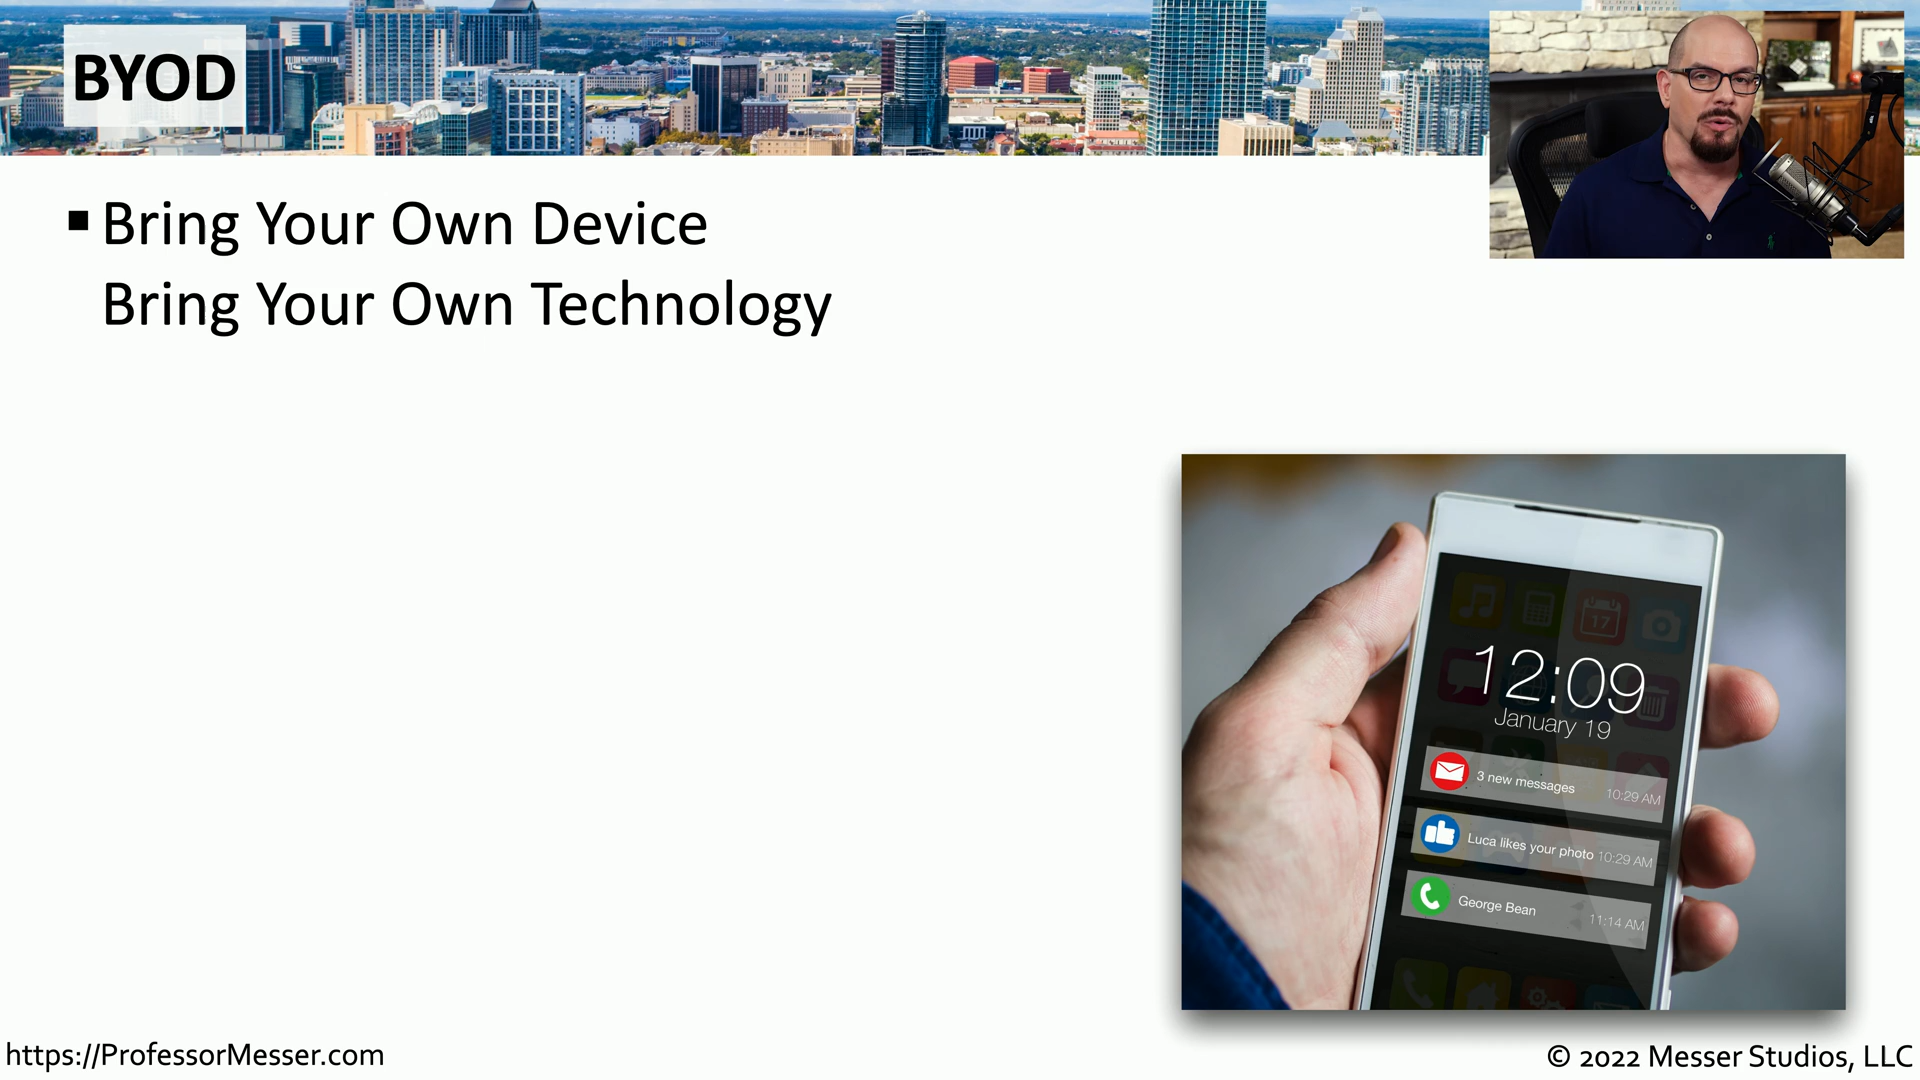 BYOD
Bring Your Own Device
Bring Your Own Technology
12:09
January 19
3 new messages 10:29 AM
Luca likes your photo 10:29 AM
George Bean 11:14 AM
17
https://ProfessorMesser.com
© 2022 Messer Studios, LLC